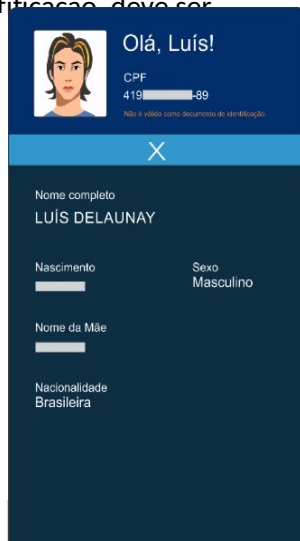 Olá, Luís!
CPF
419 -89
Não é válido como documento de identificação.
X
Nome completo
LUÍS DELAUNAY
Nascimento
Sexo
Masculino
Nome da Mãe
Nacionalidade
Brasileira